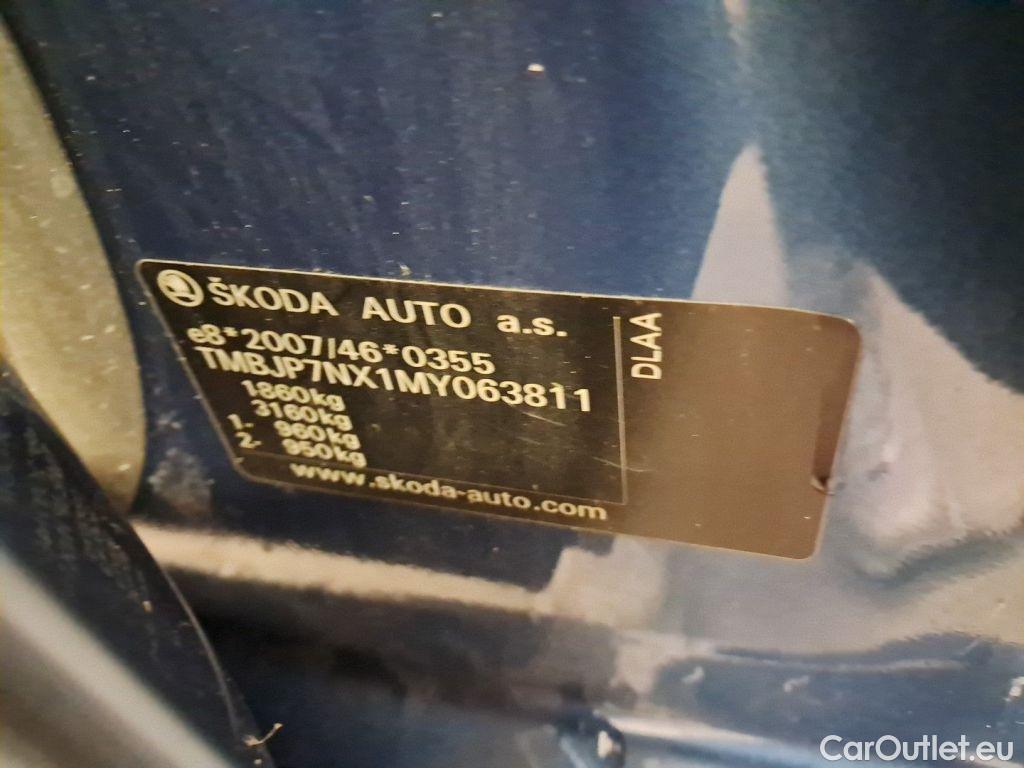 ŠKODA AUTO a.s.
e8*2007/46*0355
TMBJP7NX1MY063811
1860kg
3160kg
1- 960kg
2- 950kg
www.skoda-auto.com
DLAA
CarOutlet.eu